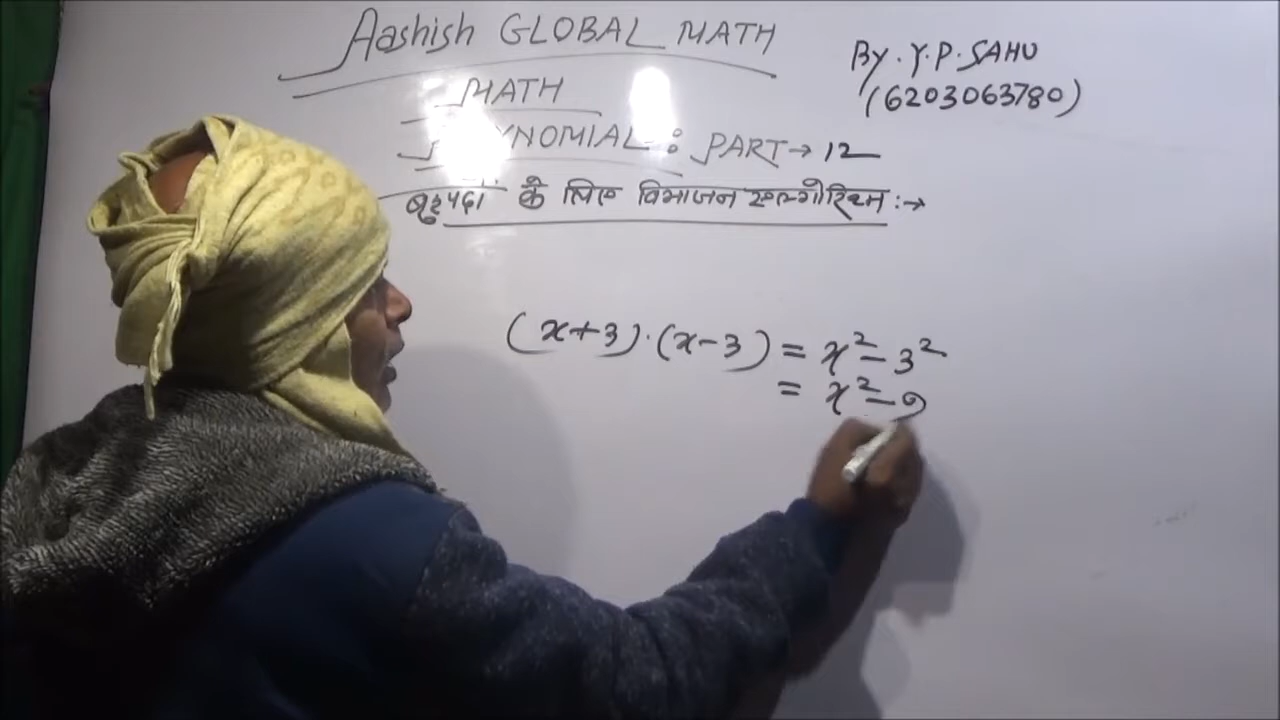 Aashish GLOBAL MATH
By. Y.P. SAHU
(6203063780)
MATH
POLYNOMIAL : PART → 12
बहुपदों के लिए विभाजन एल्गोरिथ्म :→
(x+3)·(x-3) = x² - 3²
= x² - 9